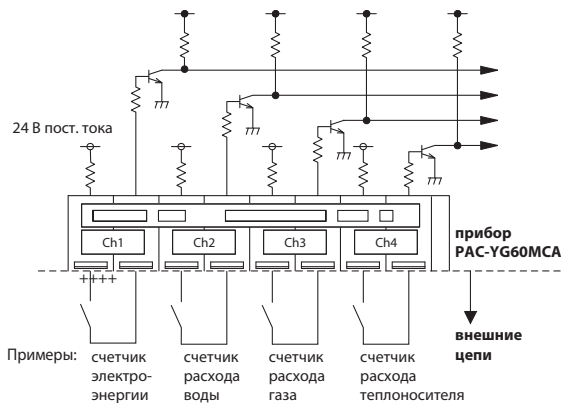 24 В пост. тока
Ch1 Ch2 Ch3 Ch4
прибор
PAC-YG60MCA
++++
внешние
цепи
Примеры: счетчик счетчик счетчик счетчик
электро- расхода расхода расхода
энергии воды газа теплоносителя